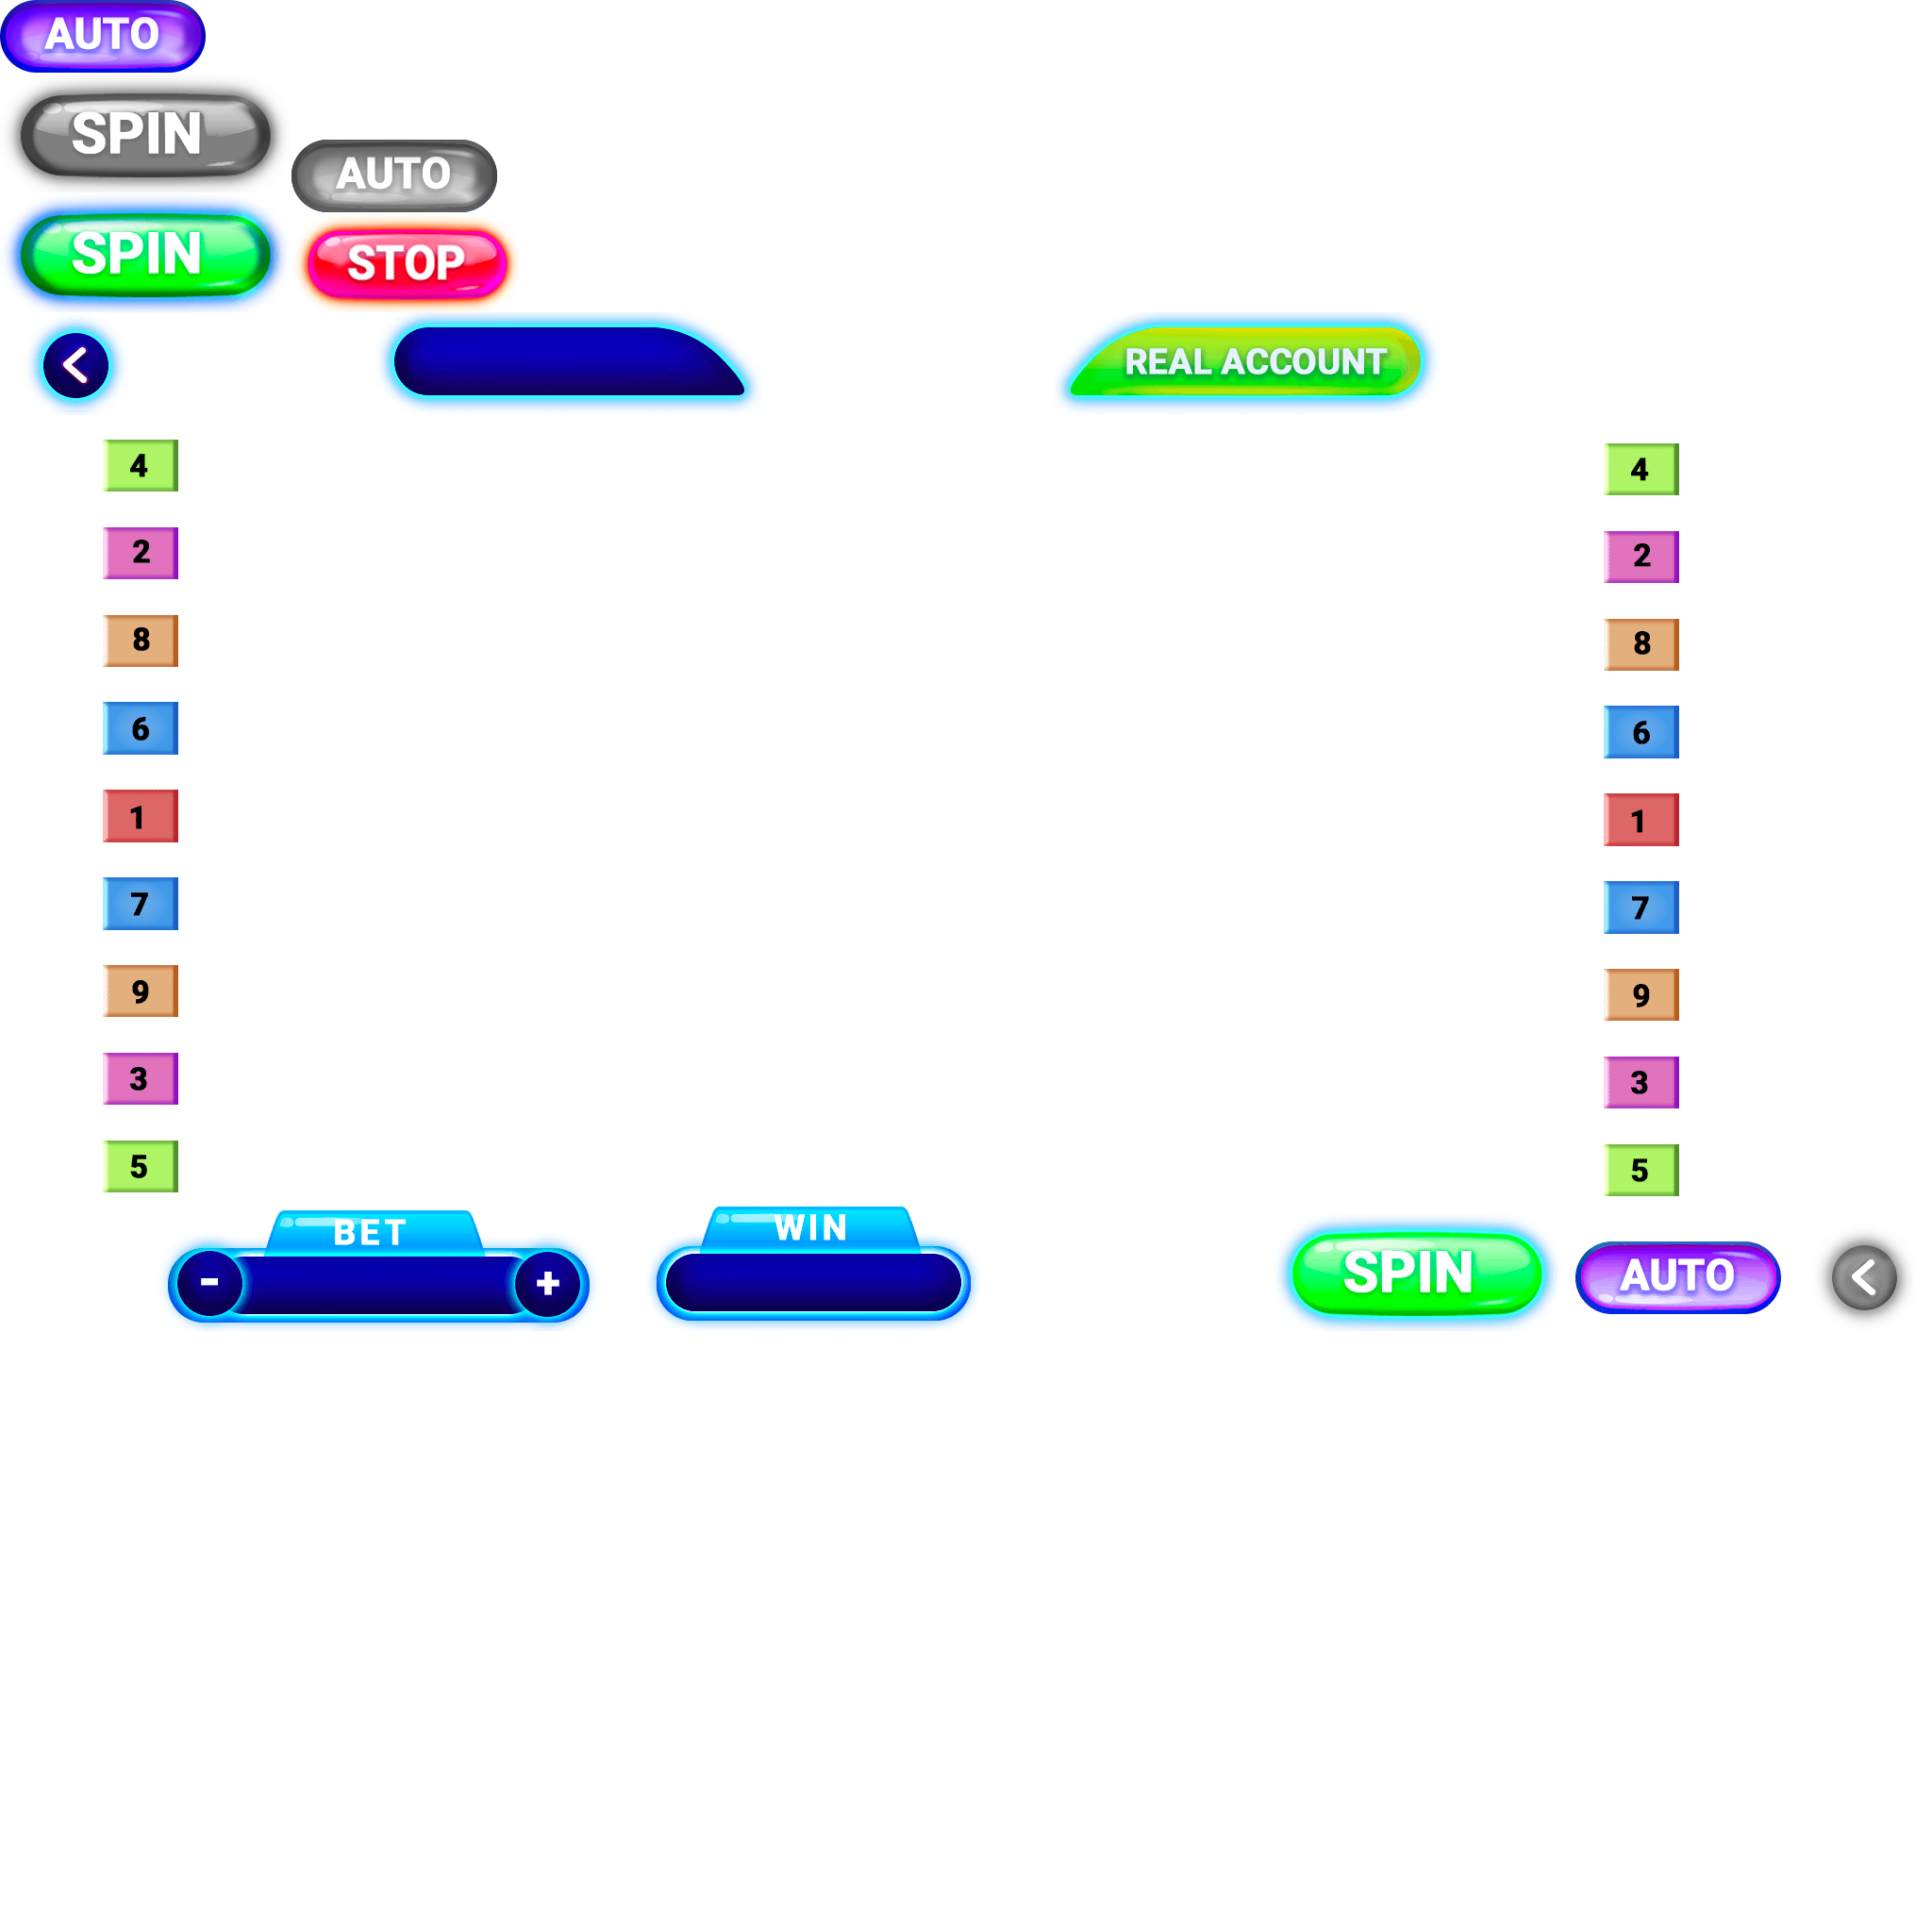 AUTO
SPIN
AUTO
SPIN
STOP
REAL ACCOUNT
4 4
2 2
8 8
6 6
1 1
7 7
9 9
3 3
5 5
BET WIN
- + SPIN AUTO